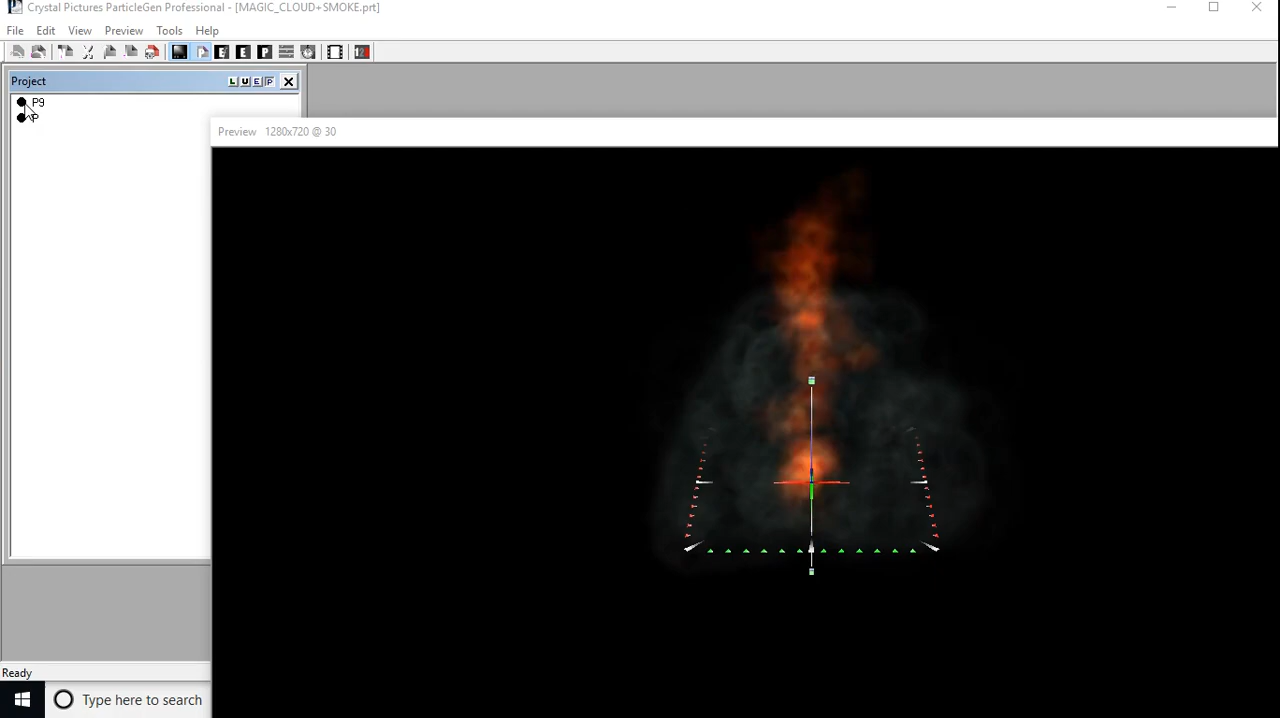 Crystal Pictures ParticleGen Professional - [MAGIC_CLOUD+SMOKE.prt]
File Edit View Preview Tools Help
E E P
Project L U E P
P9
P
Preview 1280x720 @ 30
Ready
Type here to search